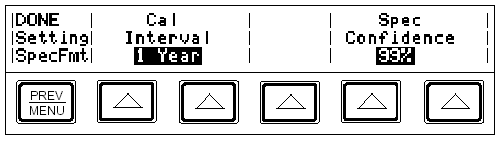 DONE Cal Spec
Setting Interval Confidence
SpecFmt 1 Year 99%
PREV
MENU